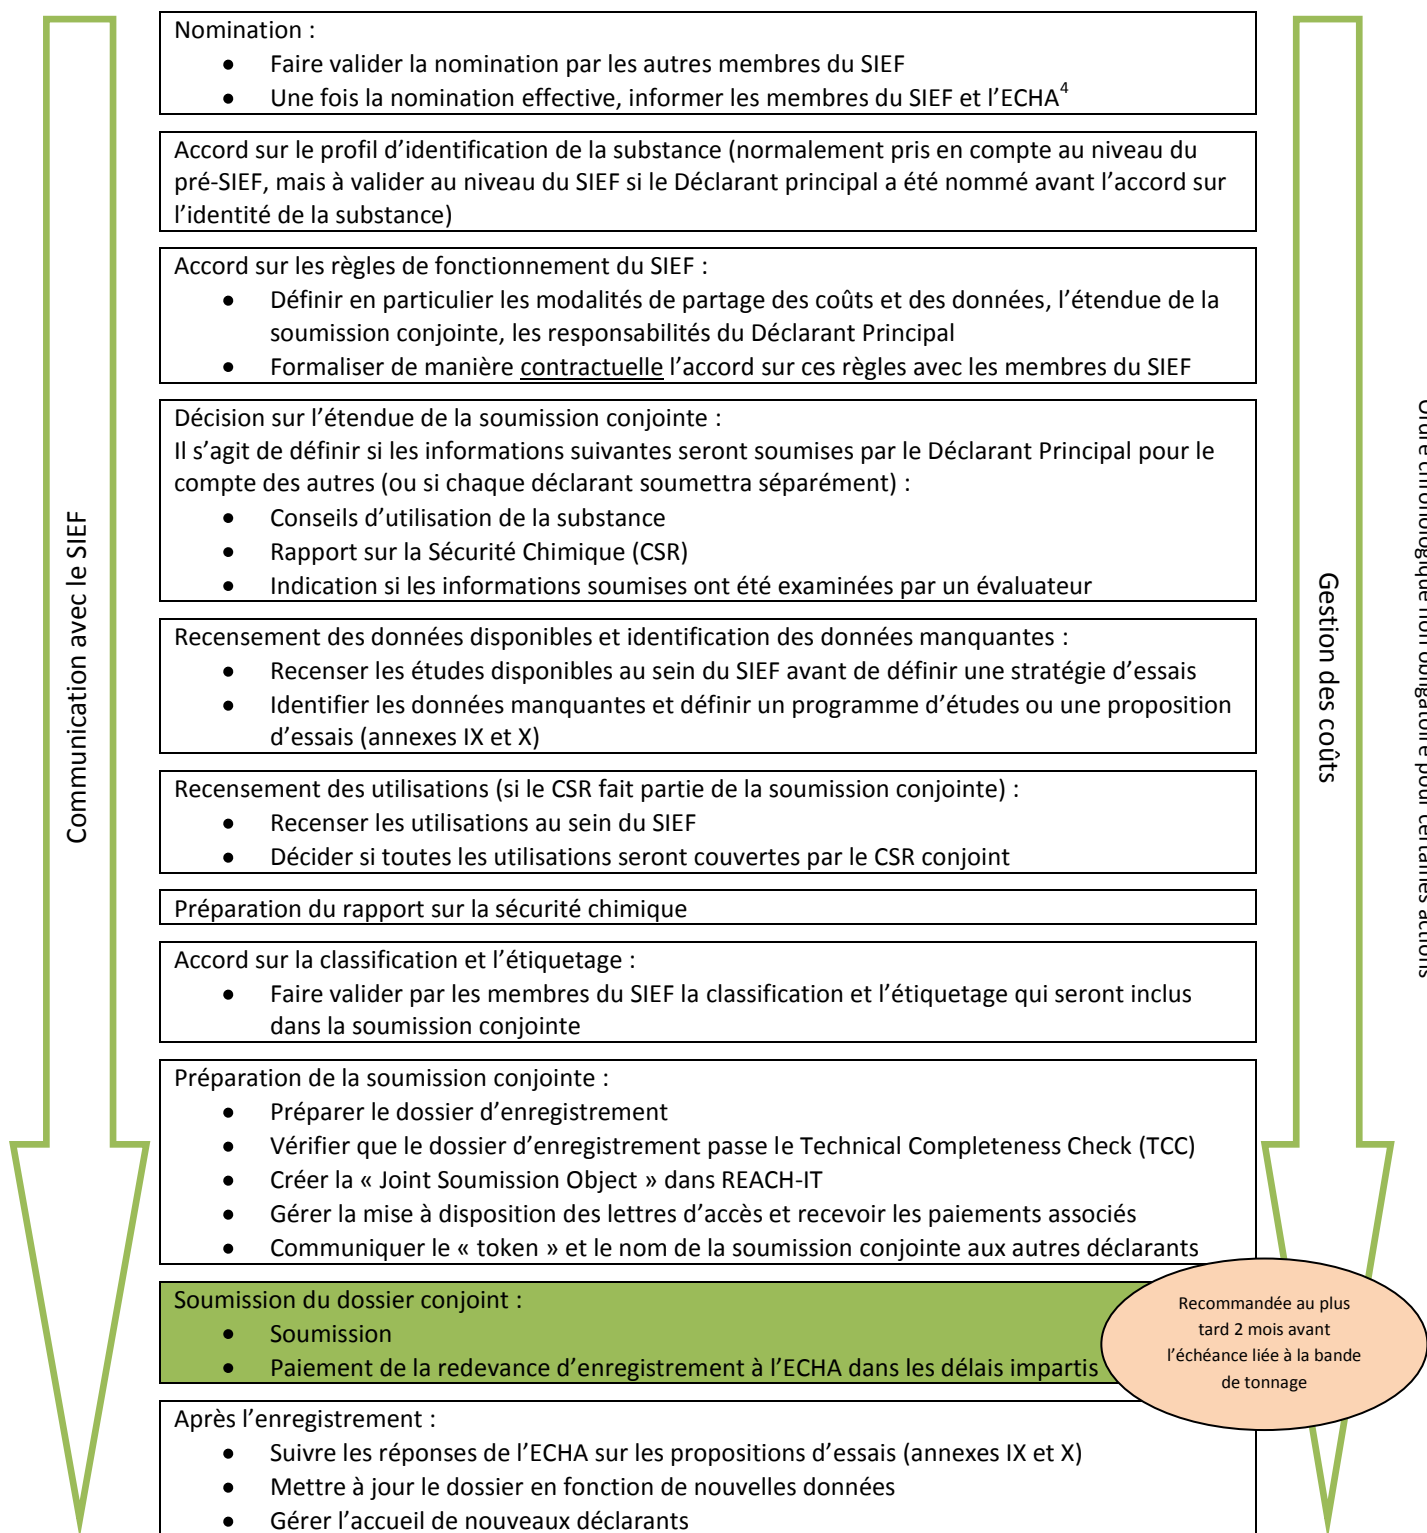 Nomination :
• Faire valider la nomination par les autres membres du SIEF
• Une fois la nomination effective, informer les membres du SIEF et l’ECHA4
Accord sur le profil d’identification de la substance (normalement pris en compte au niveau du
pré-SIEF, mais à valider au niveau du SIEF si le Déclarant principal a été nommé avant l’accord sur
l’identité de la substance)
Accord sur les règles de fonctionnement du SIEF :
• Définir en particulier les modalités de partage des coûts et des données, l’étendue de la
soumission conjointe, les responsabilités du Déclarant Principal
• Formaliser de manière contractuelle l’accord sur ces règles avec les membres du SIEF
Décision sur l’étendue de la soumission conjointe :
Il s’agit de définir si les informations suivantes seront soumises par le Déclarant Principal pour le
compte des autres (ou si chaque déclarant soumettra séparément) :
• Conseils d’utilisation de la substance
• Rapport sur la Sécurité Chimique (CSR)
• Indication si les informations soumises ont été examinées par un évaluateur
Recensement des données disponibles et identification des données manquantes :
• Recenser les études disponibles au sein du SIEF avant de définir une stratégie d’essais
• Identifier les données manquantes et définir un programme d’études ou une proposition
d’essais (annexes IX et X)
Recensement des utilisations (si le CSR fait partie de la soumission conjointe) :
• Recenser les utilisations au sein du SIEF
• Décider si toutes les utilisations seront couvertes par le CSR conjoint
Préparation du rapport sur la sécurité chimique
Accord sur la classification et l’étiquetage :
• Faire valider par les membres du SIEF la classification et l’étiquetage qui seront inclus
dans la soumission conjointe
Préparation de la soumission conjointe :
• Préparer le dossier d’enregistrement
• Vérifier que le dossier d’enregistrement passe le Technical Completeness Check (TCC)
• Créer la « Joint Soumission Object » dans REACH-IT
• Gérer la mise à disposition des lettres d’accès et recevoir les paiements associés
• Communiquer le « token » et le nom de la soumission conjointe aux autres déclarants
Soumission du dossier conjoint :
• Soumission
• Paiement de la redevance d’enregistrement à l’ECHA dans les délais impartis
Recommandée au plus
tard 2 mois avant
l’échéance liée à la bande
de tonnage
Après l’enregistrement :
• Suivre les réponses de l’ECHA sur les propositions d’essais (annexes IX et X)
• Mettre à jour le dossier en fonction de nouvelles données
• Gérer l’accueil de nouveaux déclarants
Communication avec le SIEF
Gestion des coûts
Ordre chronologique non obligatoire pour certaines actions